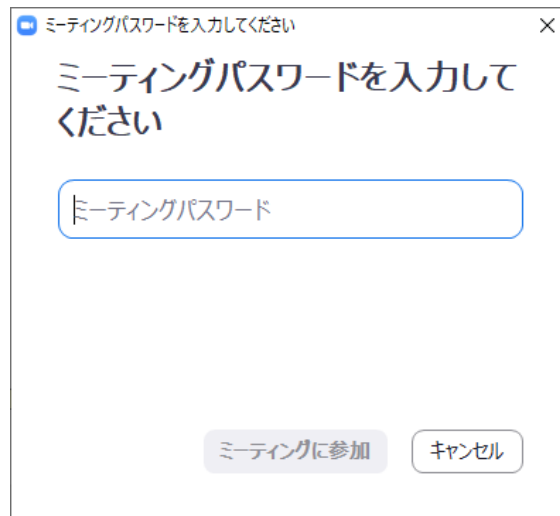 ミーティングパスワードを入力してください
ミーティングパスワードを入力して
ください
ミーティングパスワード
ミーティングに参加
キャンセル